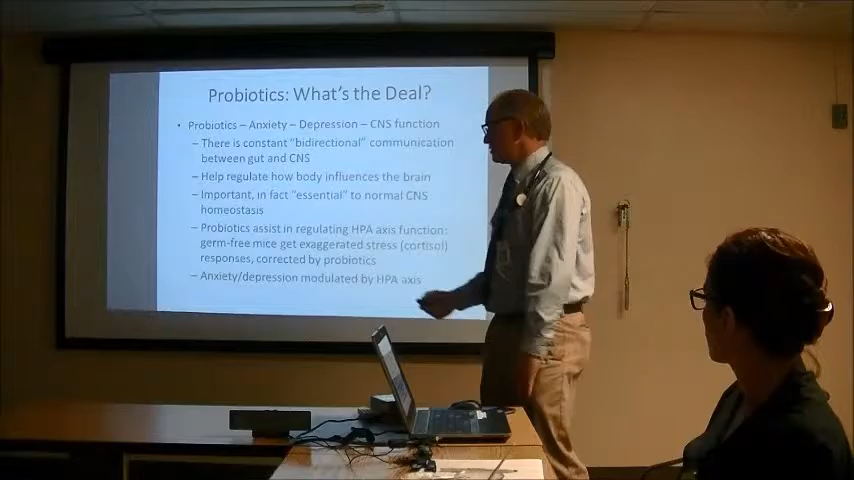 Probiotics: What's the Deal?
• Probiotics – Anxiety – Depression – CNS function
– There is constant "bidirectional" communication
between gut and CNS
– Help regulate how body influences the brain
– Important, in fact "essential" to normal CNS
homeostasis
– Probiotics assist in regulating HPA axis function:
germ-free mice get exaggerated stress (cortisol)
responses, corrected by probiotics
– Anxiety/depression modulated by HPA axis